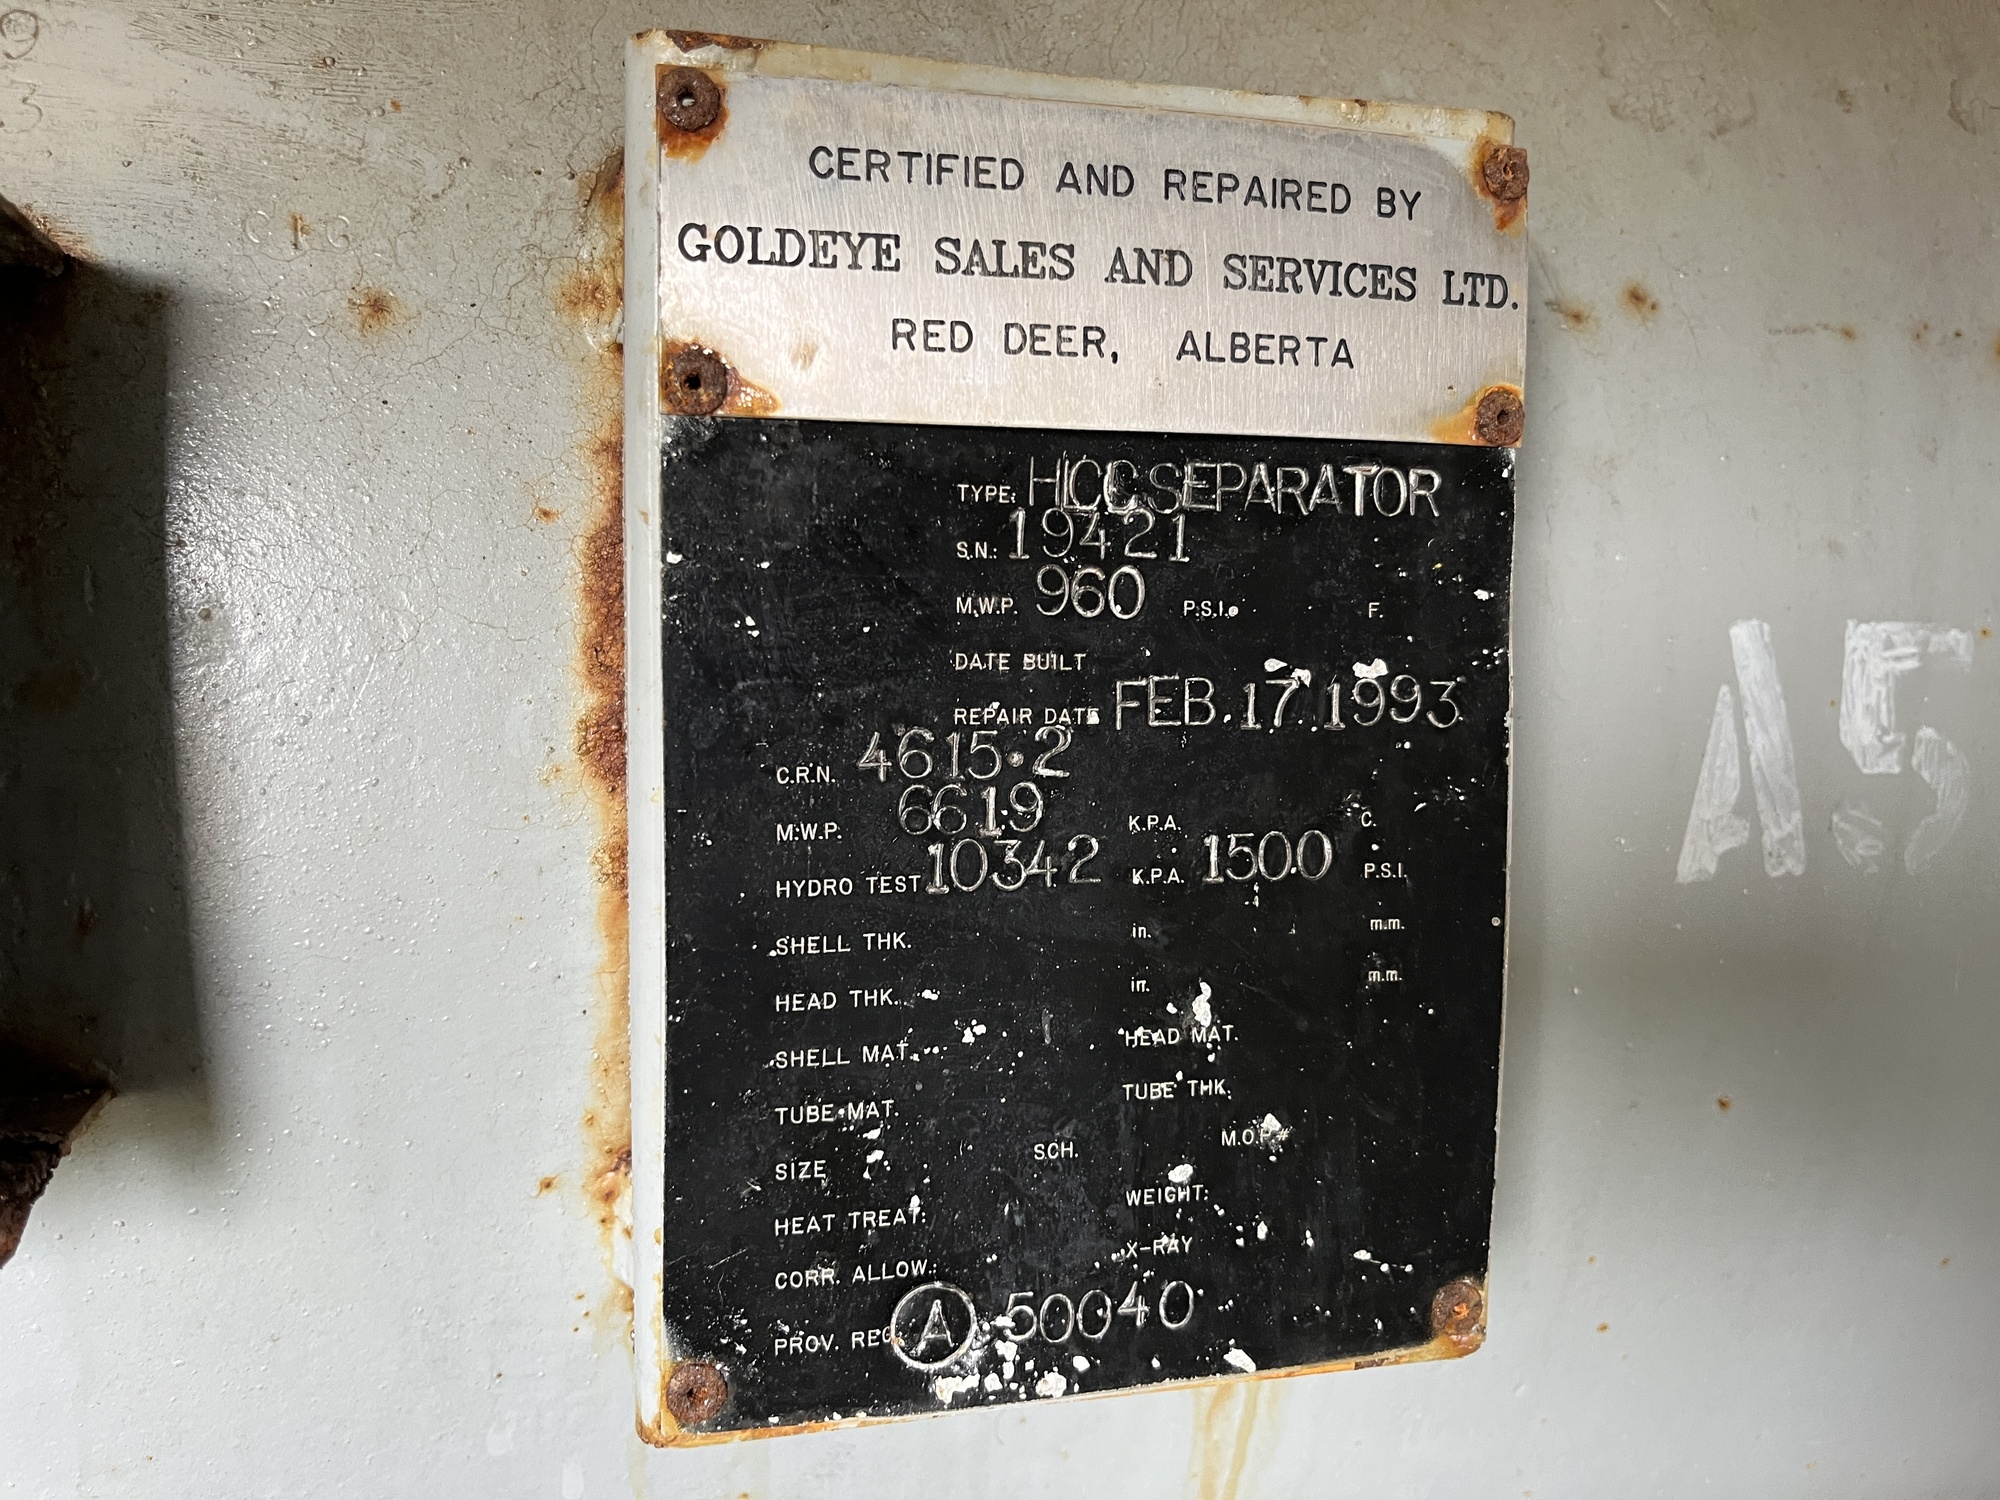 CERTIFIED AND REPAIRED BY
GOLDEYE SALES AND SERVICES LTD.
RED DEER, ALBERTA
TYPE: HCC SEPARATOR
S.N.: 19421
M.W.P. 960 P.S.I. F.
DATE BUILT
REPAIR DATE FEB. 17. 1993
C.R.N. 4615.2
M.W.P. 6619 K.P.A. C.
HYDRO TEST 10342 K.P.A. 1500 P.S.I.
SHELL THK. in. m.m.
HEAD THK. in. m.m.
SHELL MAT. HEAD MAT.
TUBE MAT. TUBE THK.
SIZE SCH. M.O.P.#
HEAT TREAT: WEIGHT:
CORR. ALLOW.: X-RAY
PROV. REG. A 50040
A5